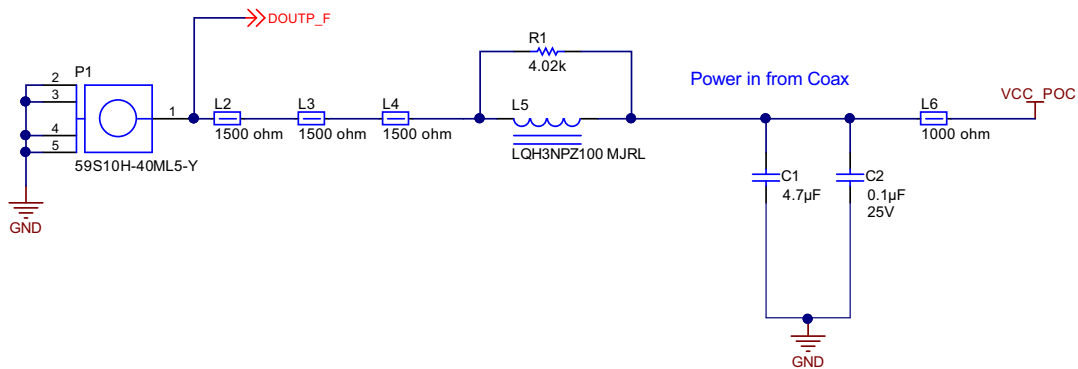 DOUTP_F
R1
4.02k
P1
2
3
4
5
1
59S10H-40ML5-Y
GND
L2
1500 ohm
L3
1500 ohm
L4
1500 ohm
L5
LQH3NPZ100 MJRL
Power in from Coax
VCC_POC
L6
1000 ohm
C1
4.7µF
C2
0.1µF
25V
GND